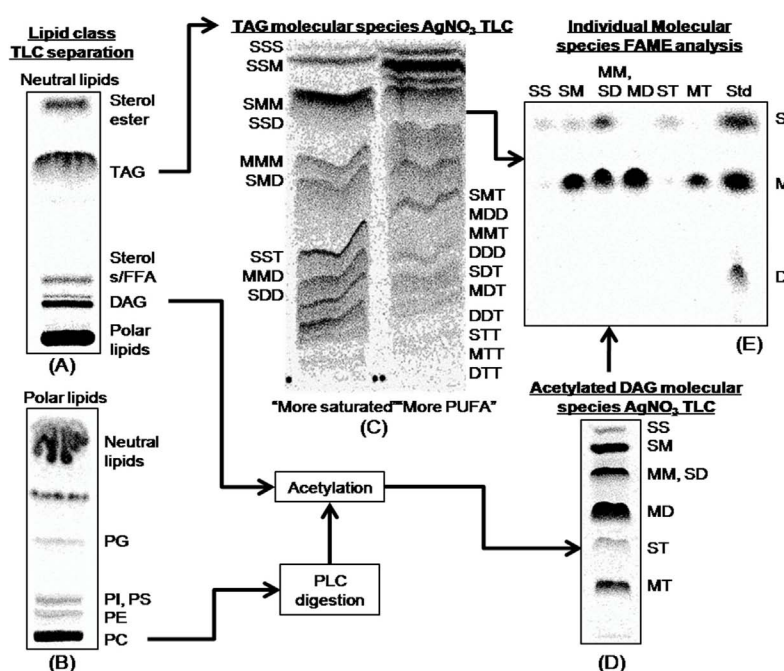 Lipid class
TLC separation
Neutral lipids
Sterol
ester
TAG
Sterol
s/FFA
DAG
Polar
lipids
(A)
Polar lipids
Neutral
lipids
PG
PI, PS
PE
PC
(B)
TAG molecular species AgNO3 TLC
SSS
SSM
SMM
SSD
MMM
SMD
SST
MMD
SDD
SMT
MDD
MMT
DDD
SDT
MDT
DDT
STT
MTT
DTT
"More saturated" "More PUFA"
(C)
Acetylation
PLC
digestion
Individual Molecular
species FAME analysis
MM,
SS SM SD MD ST MT Std
S
M
D
(E)
Acetylated DAG molecular
species AgNO3 TLC
SS
SM
MM, SD
MD
ST
MT
(D)